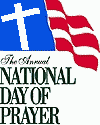 The Annual
NATIONAL
DAY OF
PRAYER